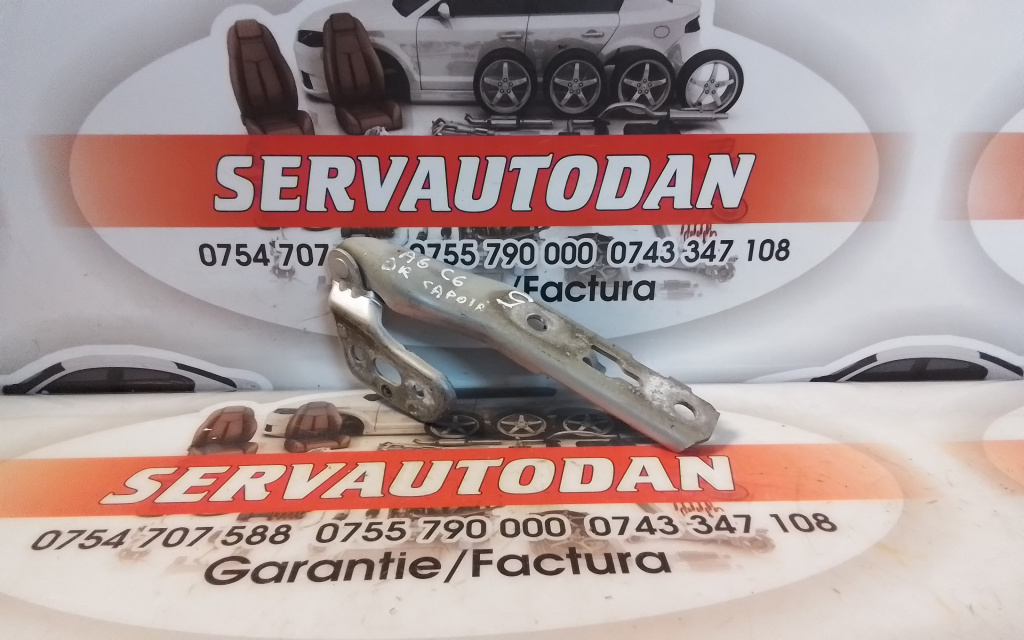 SERVAUTODAN
0754 707 0755 790 000 0743 347 108
/Factura
A6 C6
DR CAPOTA
SERVAUTODAN
0754 707 588 0755 790 000 0743 347 108
Garantie/Factura